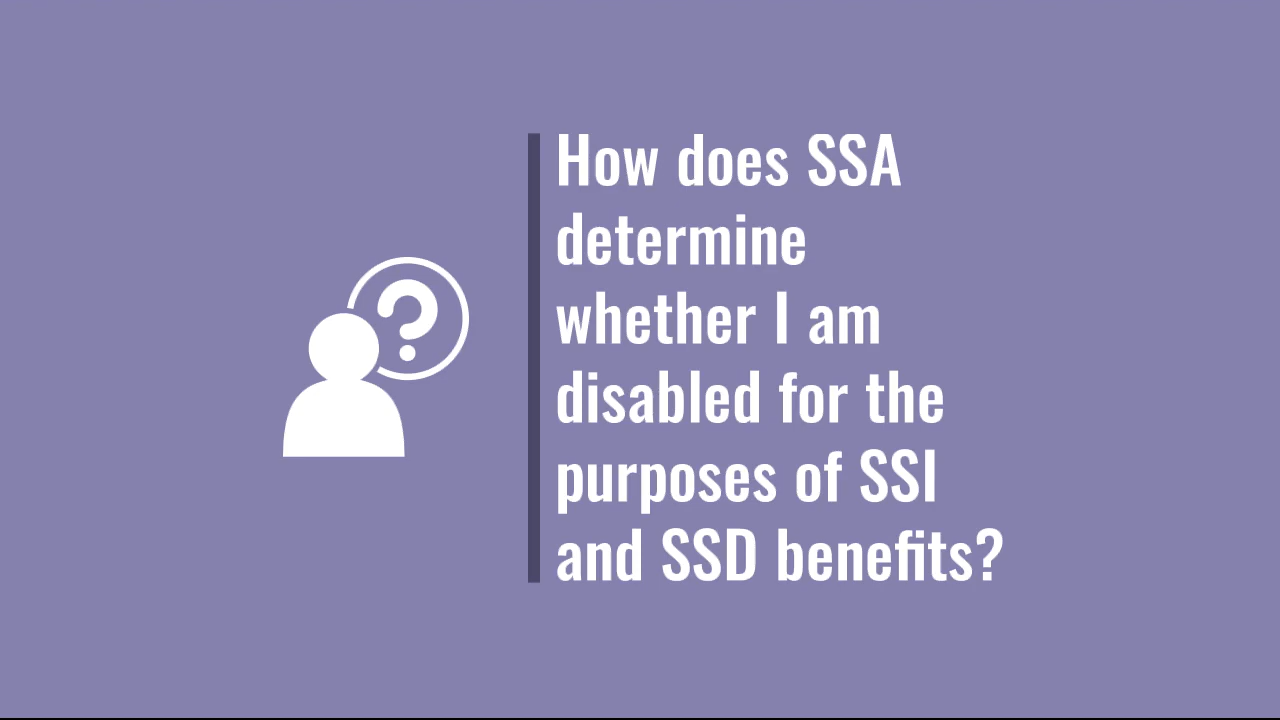 How does SSA
determine
whether I am
disabled for the
purposes of SSI
and SSD benefits?